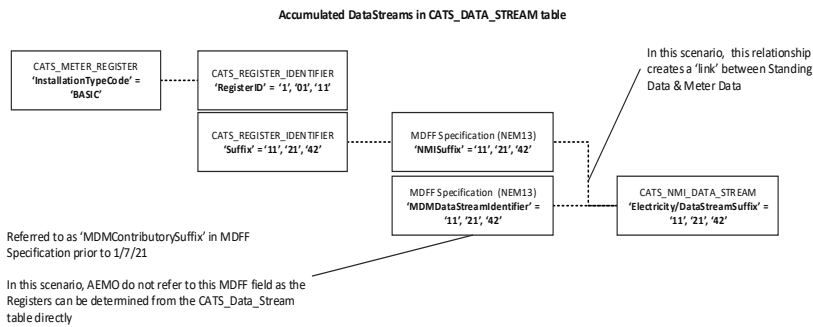 Accumulated DataStreams in CATS_DATA_STREAM table
In this scenario, this relationship
creates a ‘link’ between Standing
Data & Meter Data
CATS_METER_REGISTER
‘InstallationTypeCode’ =
‘BASIC’
CATS_REGISTER_IDENTIFIER
‘RegisterID’ = ‘1’, ‘01’, ‘11’
CATS_REGISTER_IDENTIFIER
‘Suffix’ = ‘11’, ‘21’, ‘42’
MDFF Specification (NEM13)
‘NMISuffix’ = ‘11’, ‘21’, ‘42’
MDFF Specification (NEM13)
‘MDMDataStreamIdentifier’ =
‘11’, ‘21’, ‘42’
CATS_NMI_DATA_STREAM
‘Electricity/DataStreamSuffix’ =
‘11’, ‘21’, ‘42’
Referred to as ‘MDMContributorySuffix’ in MDFF
Specification prior to 1/7/21
In this scenario, AEMO do not refer to this MDFF field as the
Registers can be determined from the CATS_Data_Stream
table directly